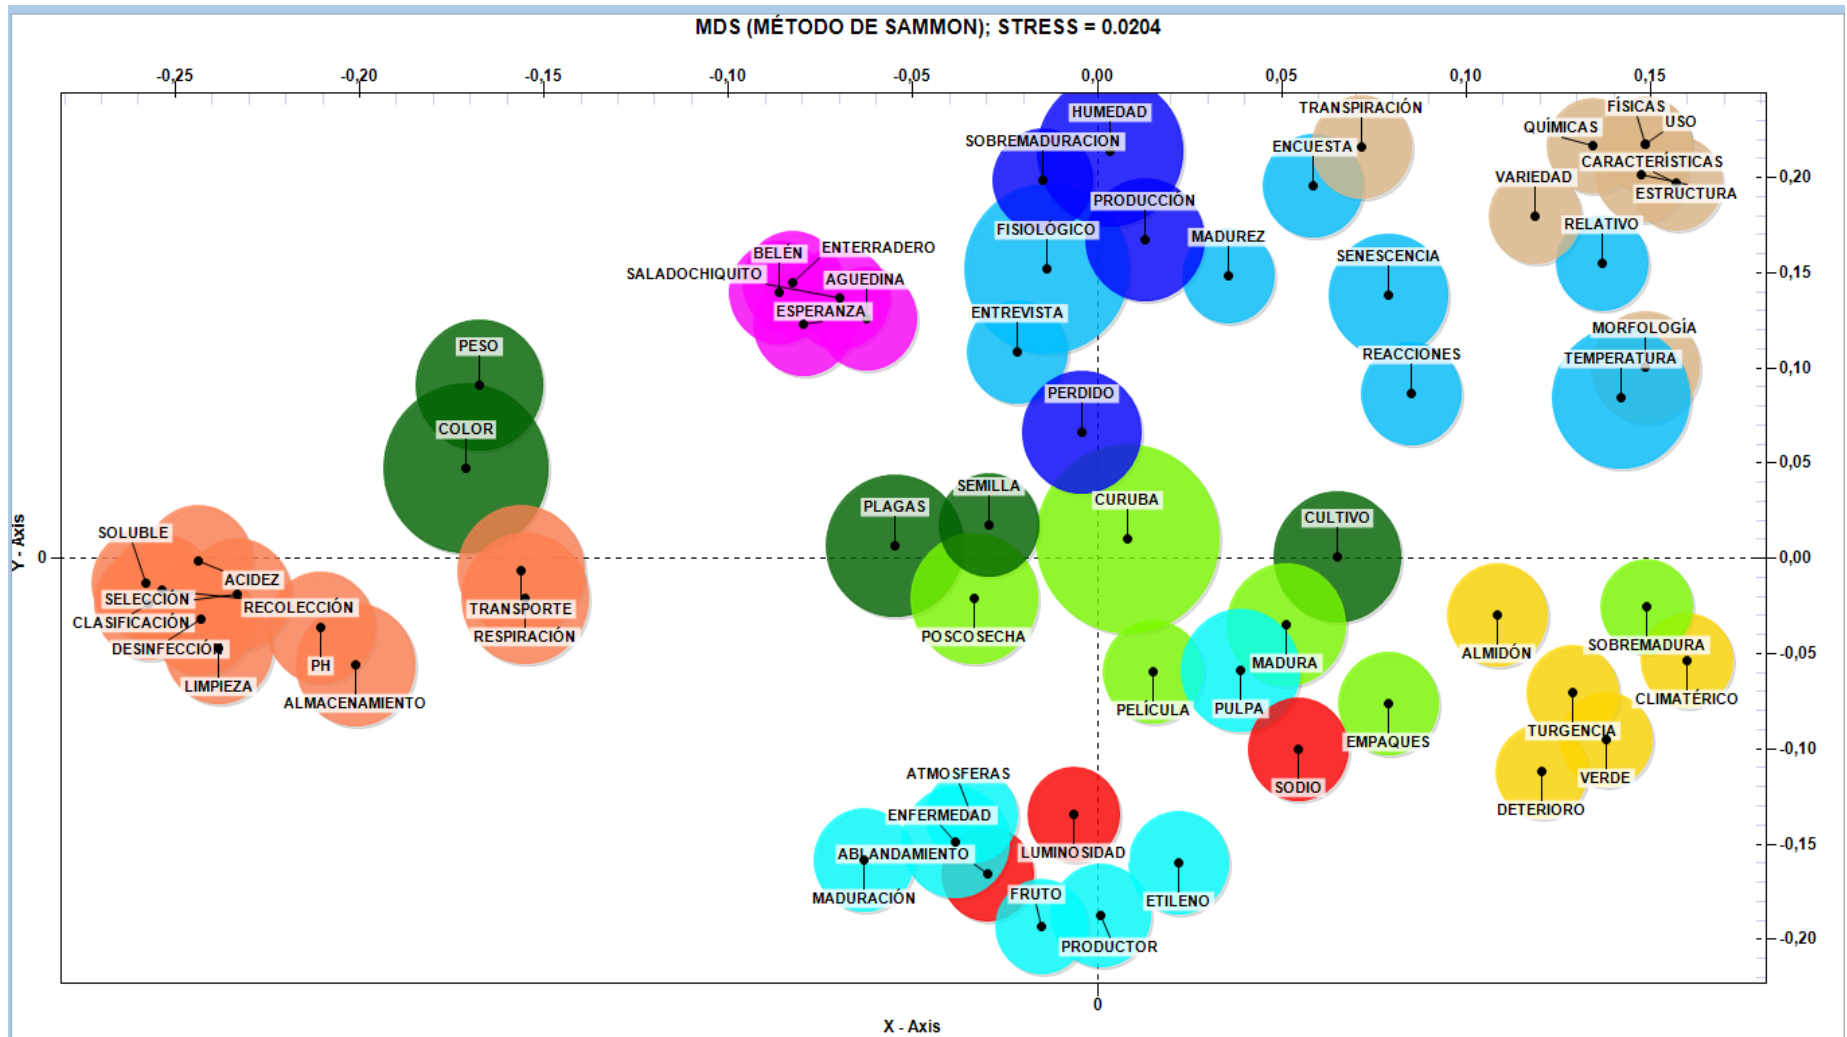 MDS (MÉTODO DE SAMMON); STRESS = 0.0204
-0,25 -0,20 -0,15 -0,10 -0,05 0,00 0,05 0,10 0,15
HUMEDAD
TRANSPIRACIÓN
FÍSICAS
USO
QUÍMICAS
SOBREMADURACION
ENCUESTA
CARACTERÍSTICAS
0,20
VARIEDAD
ESTRUCTURA
PRODUCCIÓN
FISIOLÓGICO
MADUREZ
RELATIVO
BELÉN
ENTERRADERO
SENESCENCIA
SALADOCHIQUITO
AGUEDINA
0,15
ESPERANZA
ENTREVISTA
MORFOLOGÍA
PESO
REACCIONES
TEMPERATURA
0,10
PERDIDO
COLOR
0,05
SEMILLA
CURUBA
PLAGAS
CULTIVO
SOLUBLE
Y - Axis
0
0,00
ACIDEZ
SELECCIÓN
RECOLECCIÓN
TRANSPORTE
CLASIFICACIÓN
RESPIRACIÓN
POSCOSECHA
DESINFECCIÓN
PH
MADURA
ALMIDÓN
SOBREMADURA
-0,05
LIMPIEZA
ALMACENAMIENTO
PELÍCULA
PULPA
CLIMATÉRICO
EMPAQUES
TURGENCIA
-0,10
ATMOSFERAS
SODIO
VERDE
ENFERMEDAD
DETERIORO
ABLANDAMIENTO
LUMINOSIDAD
-0,15
MADURACIÓN
FRUTO
ETILENO
PRODUCTOR
-0,20
0
X - Axis